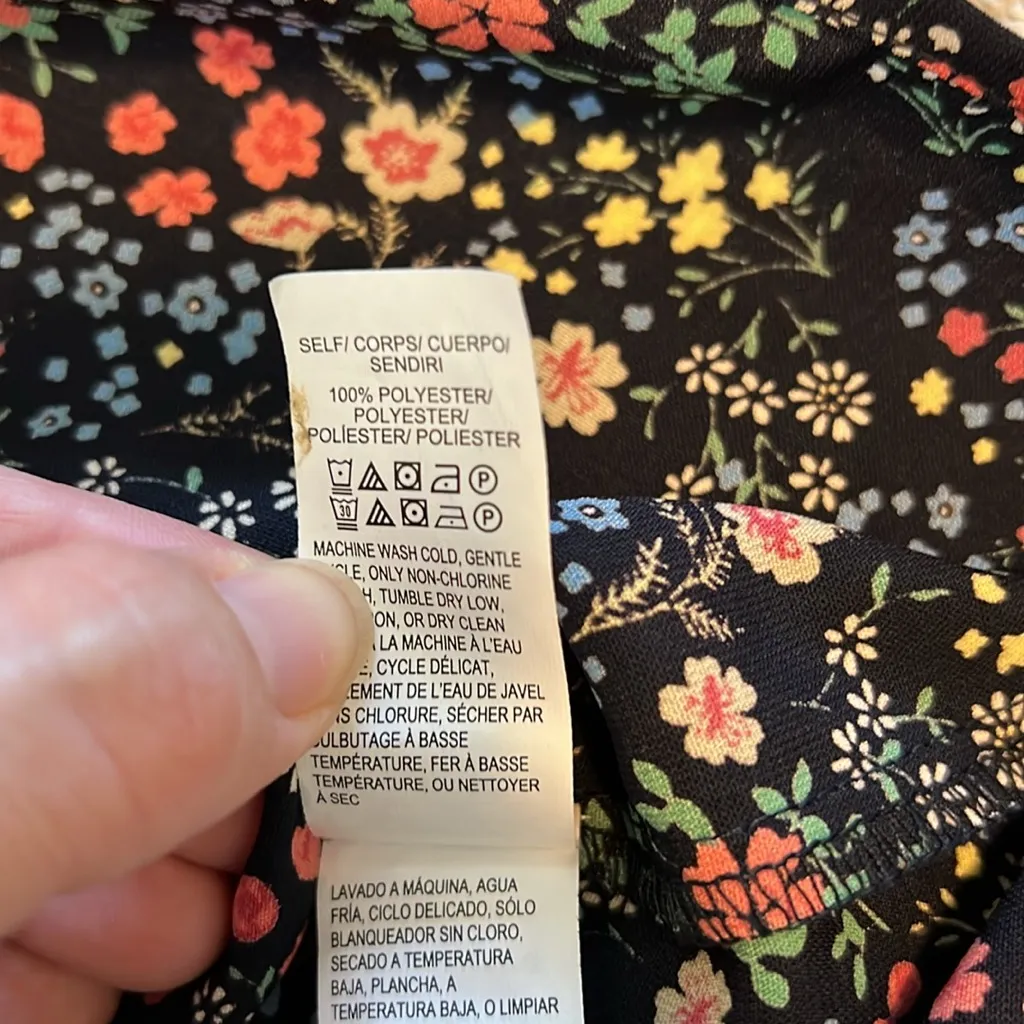 SELF/ CORPS/ CUERPO/
SENDIRI
100% POLYESTER/
POLYESTER/
POLÍESTER/ POLIESTER
P
30 P
MACHINE WASH COLD, GENTLE
ONLY NON-CHLORINE
TUMBLE DRY LOW,
OR DRY CLEAN
LA MACHINE À L'EAU
CYCLE DÉLICAT,
DE L'EAU DE JAVEL
CHLORURE, SÉCHER PAR
À BASSE
TEMPÉRATURE, FER À BASSE
TEMPÉRATURE, OU NETTOYER
À SEC
LAVADO A MÁQUINA, AGUA
FRÍA, CICLO DELICADO, SÓLO
BLANQUEADOR SIN CLORO,
SECADO A TEMPERATURA
BAJA, PLANCHA, A
TEMPERATURA BAJA, O LIMPIAR